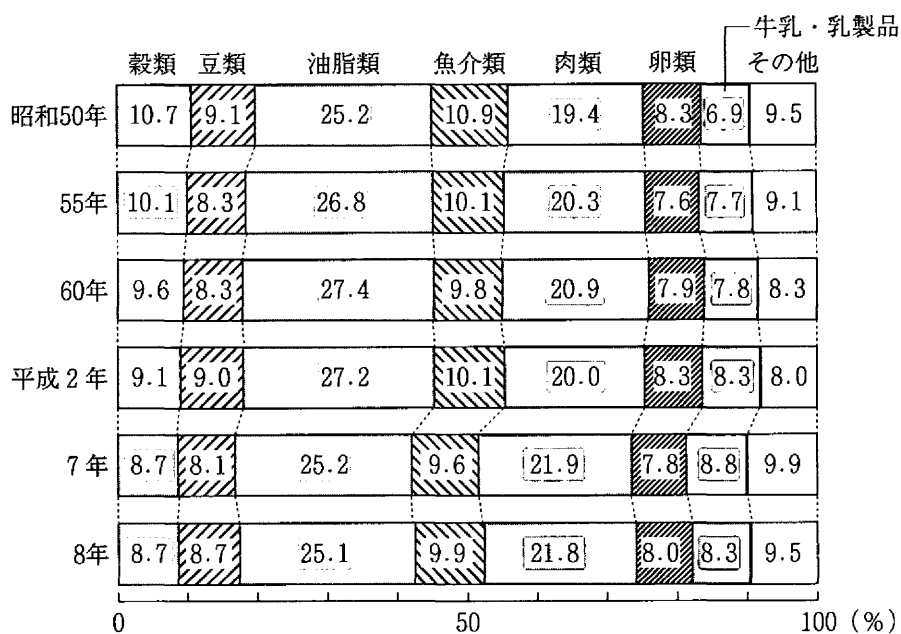 牛乳・乳製品
穀類 豆類 油脂類 魚介類 肉類 卵類 その他
昭和50年 10.7 9.1 25.2 10.9 19.4 8.3 6.9 9.5
55年 10.1 8.3 26.8 10.1 20.3 7.6 7.7 9.1
60年 9.6 8.3 27.4 9.8 20.9 7.9 7.8 8.3
平成2年 9.1 9.0 27.2 10.1 20.0 8.3 8.3 8.0
7年 8.7 8.1 25.2 9.6 21.9 7.8 8.8 9.9
8年 8.7 8.7 25.1 9.9 21.8 8.0 8.3 9.5
0 50 100 (%)